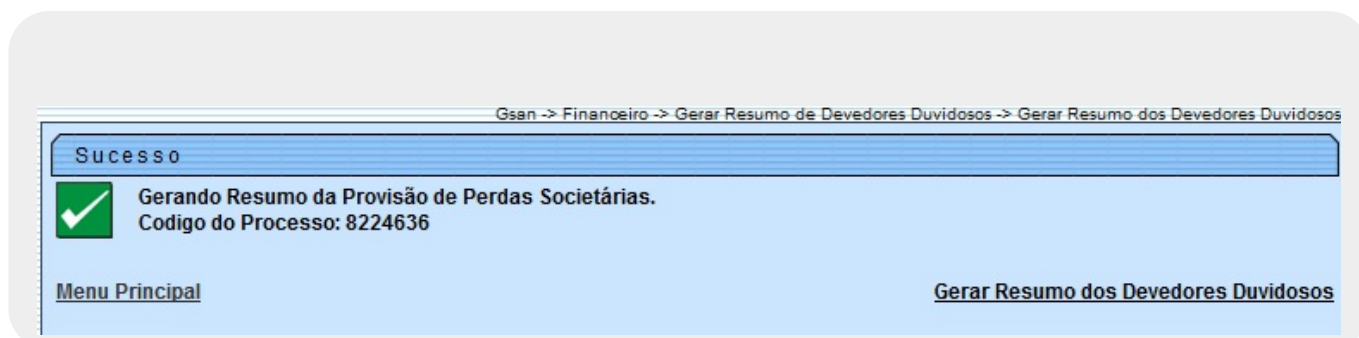 Gsan -> Financeiro -> Gerar Resumo de Devedores Duvidosos -> Gerar Resumo dos Devedores Duvidosos
Sucesso
Gerando Resumo da Provisão de Perdas Societárias.
Codigo do Processo: 8224636
Menu Principal
Gerar Resumo dos Devedores Duvidosos